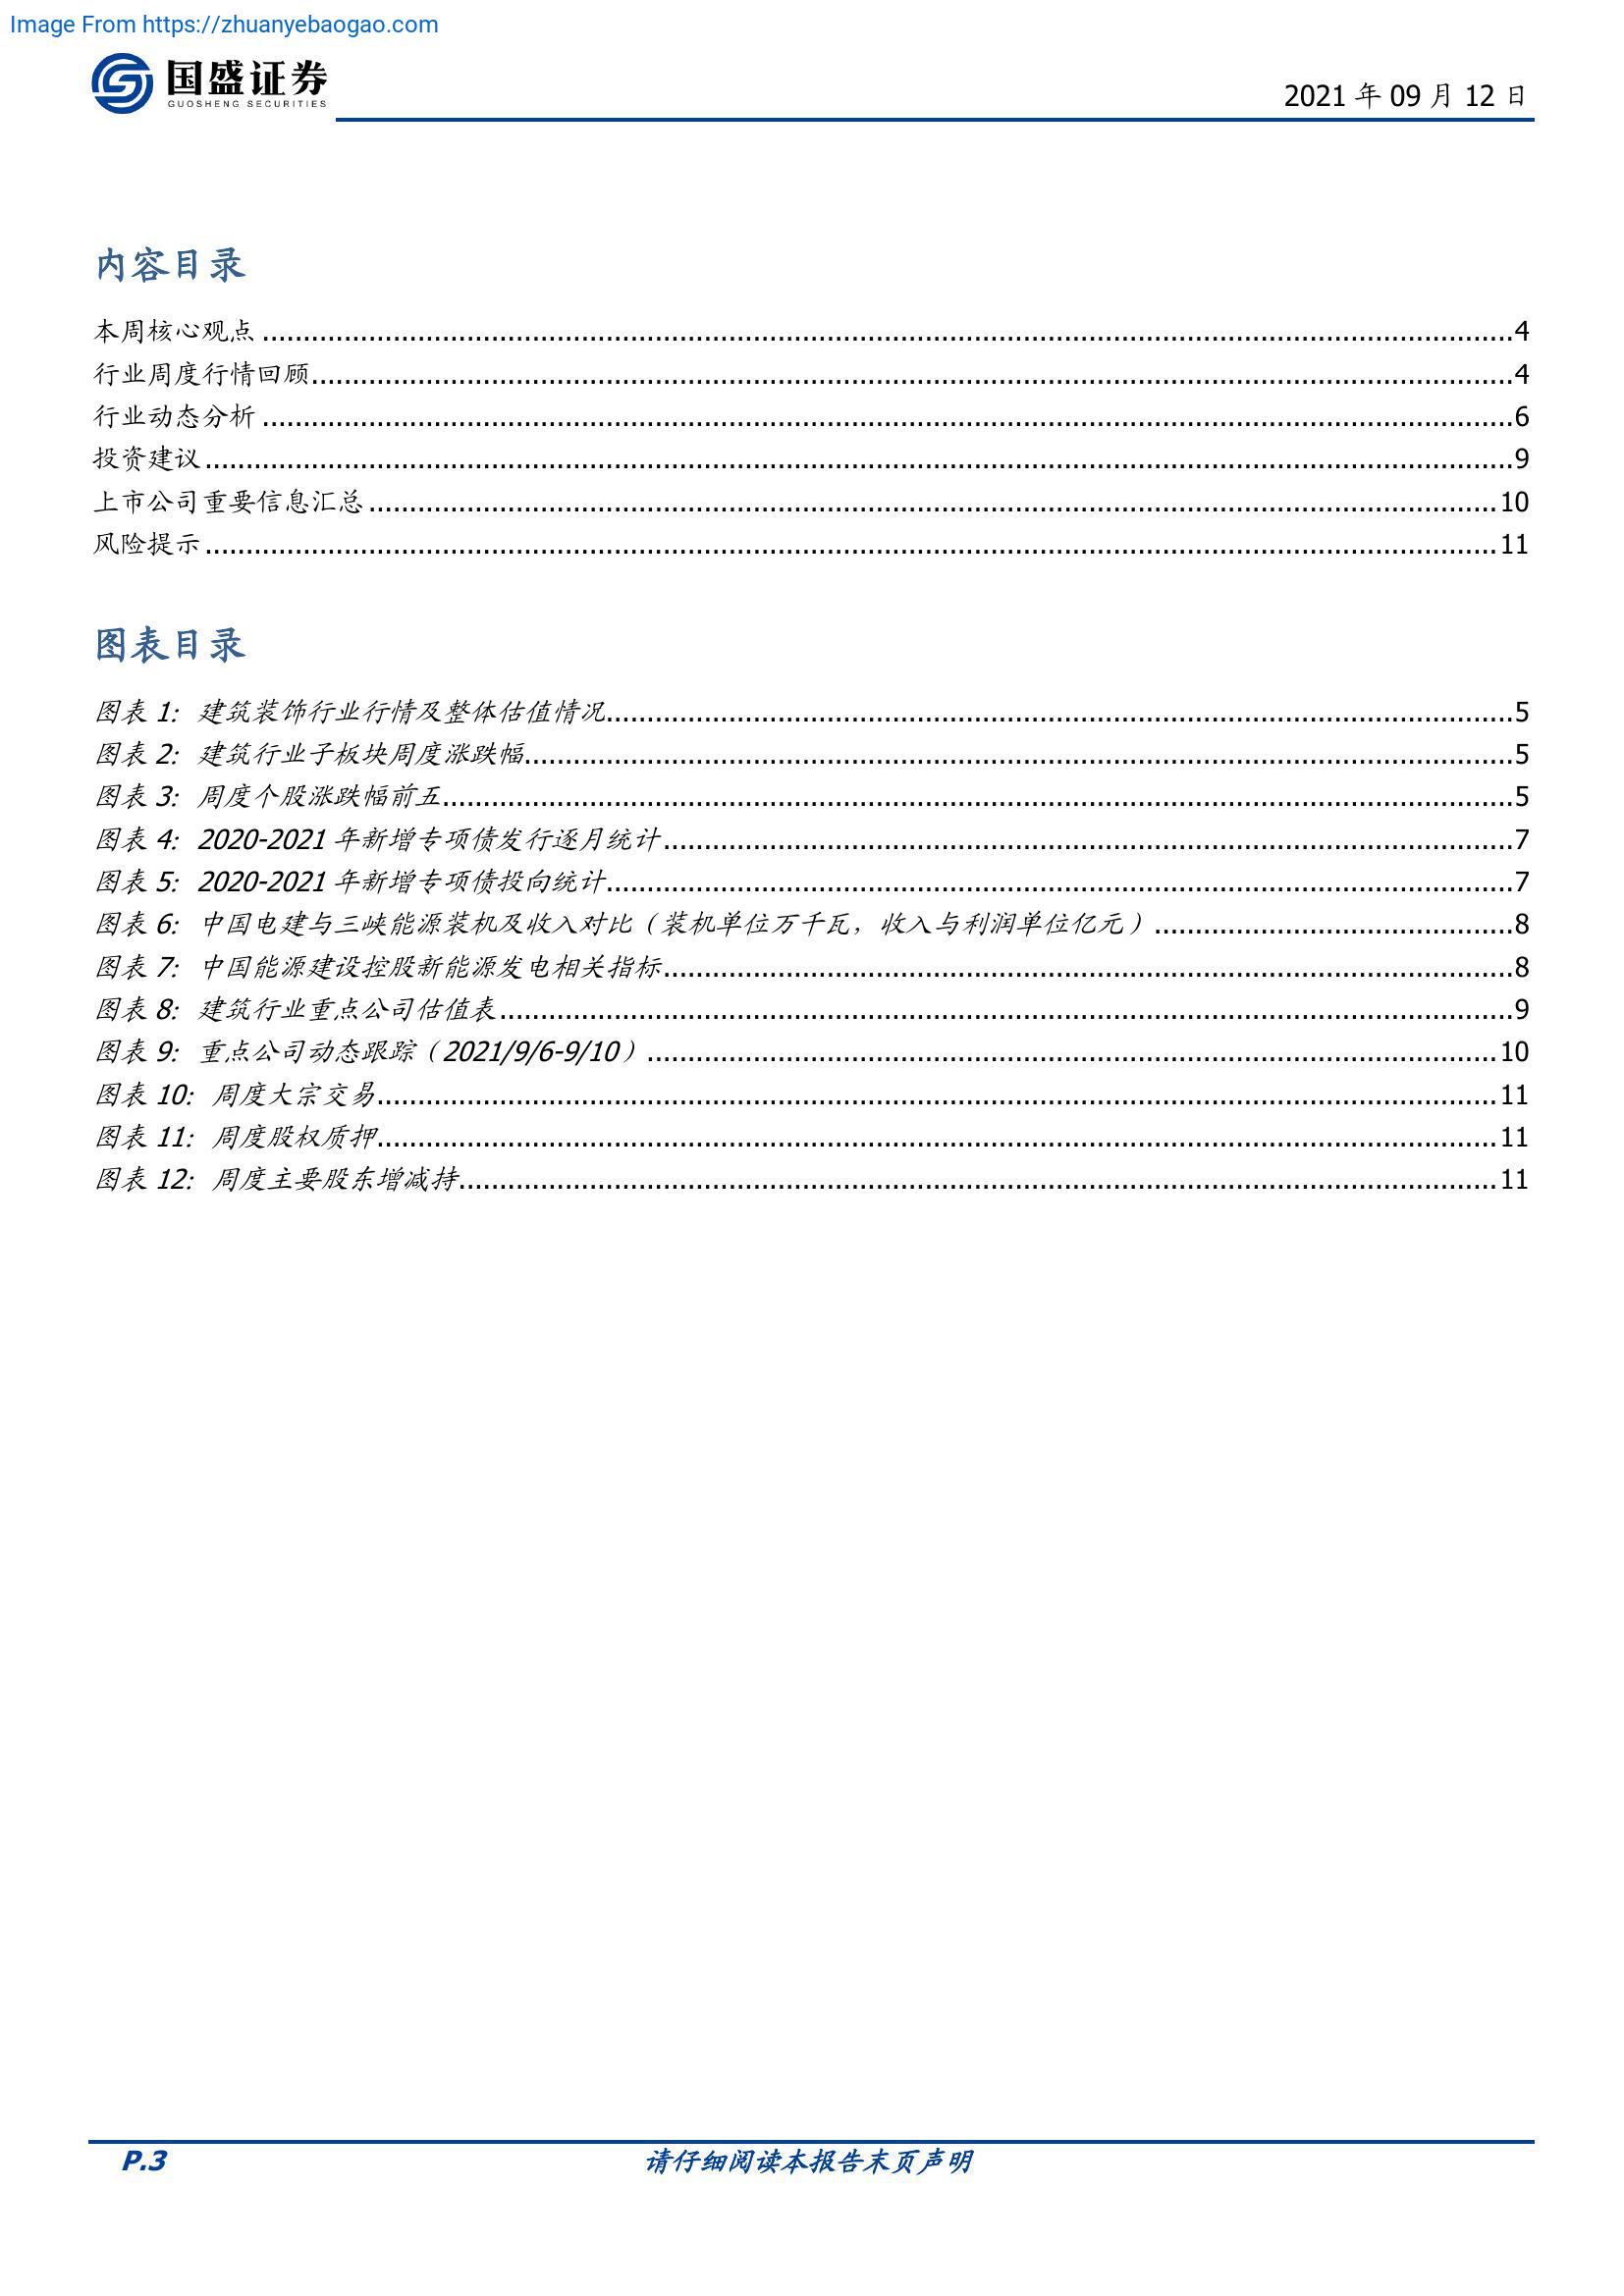 Image From https://zhuanyebaogao.com
国盛证券
GUOSHENG SECURITIES
2021 年 09 月 12 日
内容目录
本周核心观点 ........ 4
行业周度行情回顾 ........ 4
行业动态分析 ........ 6
投资建议 ........ 9
上市公司重要信息汇总 ........ 10
风险提示 ........ 11
图表目录
图表 1: 建筑装饰行业行情及整体估值情况 ........ 5
图表 2: 建筑行业子板块周度涨跌幅 ........ 5
图表 3: 周度个股涨跌幅前五 ........ 5
图表 4: 2020-2021 年新增专项债发行逐月统计 ........ 7
图表 5: 2020-2021 年新增专项债投向统计 ........ 7
图表 6: 中国电建与三峡能源装机及收入对比（装机单位万千瓦，收入与利润单位亿元） ........ 8
图表 7: 中国能源建设控股新能源发电相关指标 ........ 8
图表 8: 建筑行业重点公司估值表 ........ 9
图表 9: 重点公司动态跟踪（2021/9/6-9/10） ........ 10
图表 10: 周度大宗交易 ........ 11
图表 11: 周度股权质押 ........ 11
图表 12: 周度主要股东增减持 ........ 11
P.3 请仔细阅读本报告末页声明